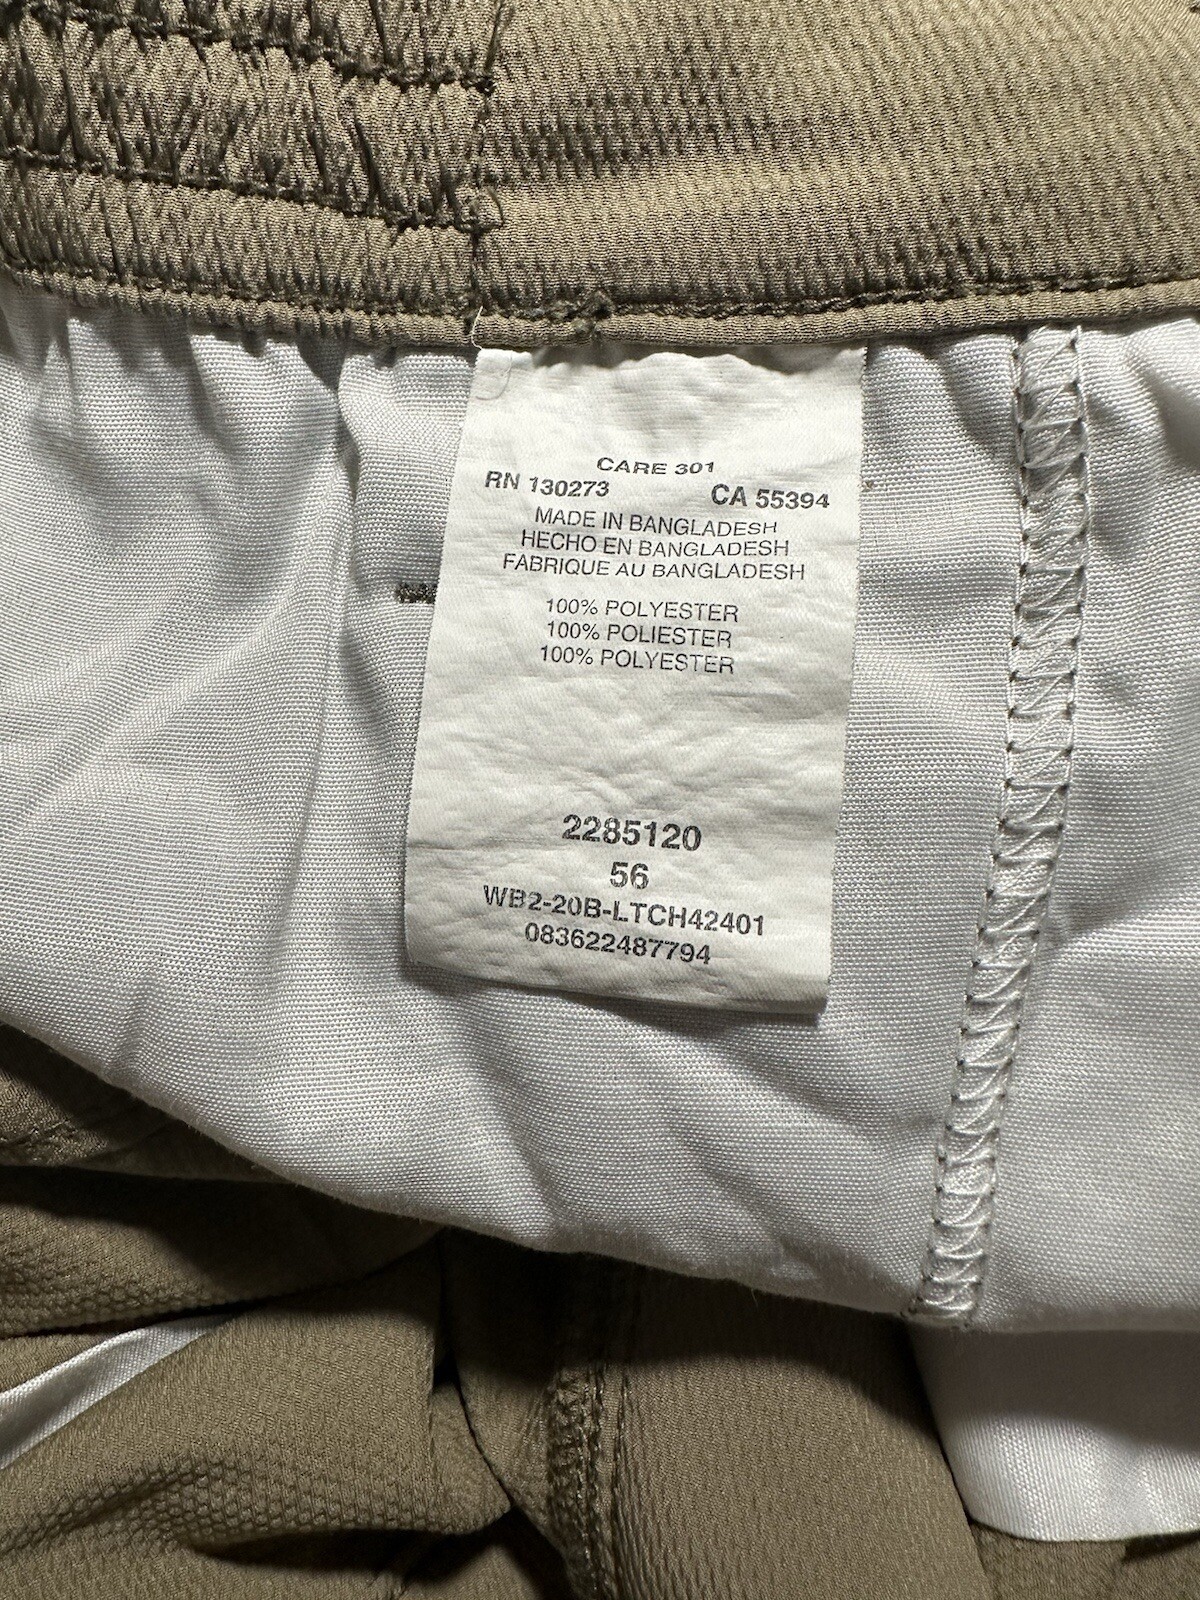 CARE 301
RN 130273 CA 55394
MADE IN BANGLADESH
HECHO EN BANGLADESH
FABRIQUE AU BANGLADESH
100% POLYESTER
100% POLIESTER
100% POLYESTER
2285120
56
WB2-20B-LTCH42401
083622487794